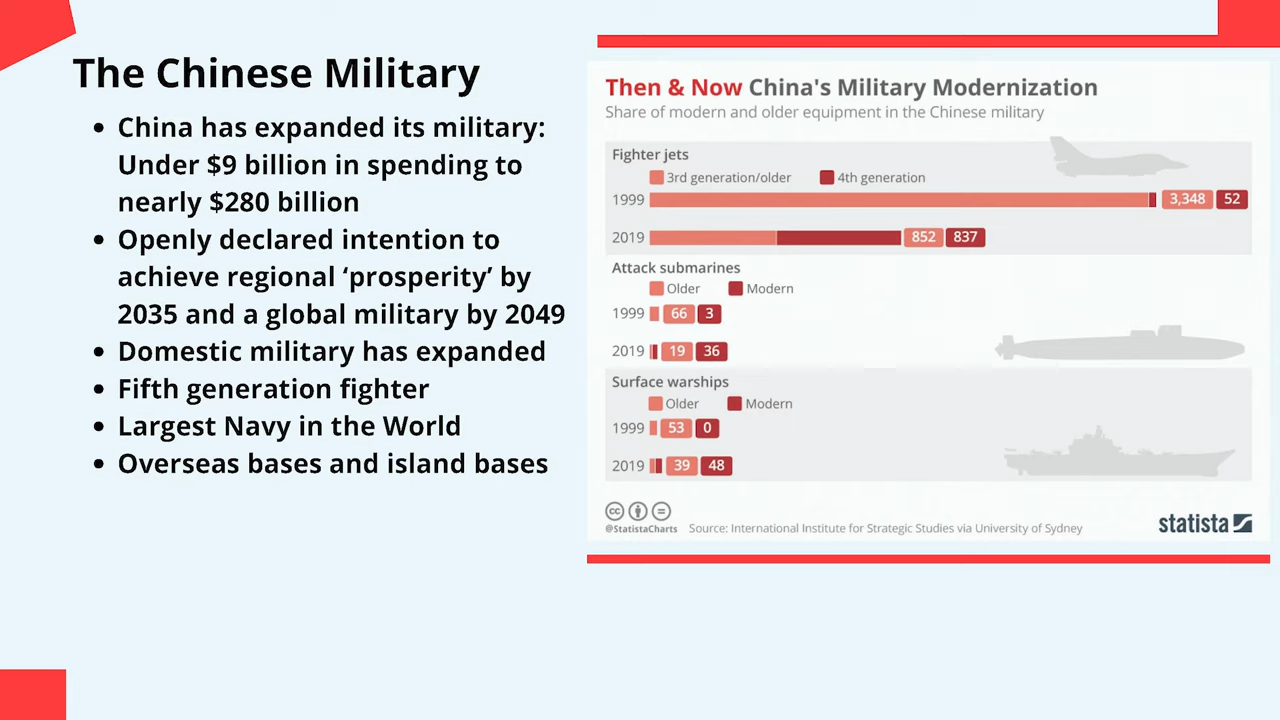 The Chinese Military
• China has expanded its military:
Under $9 billion in spending to
nearly $280 billion
• Openly declared intention to
achieve regional ‘prosperity’ by
2035 and a global military by 2049
• Domestic military has expanded
• Fifth generation fighter
• Largest Navy in the World
• Overseas bases and island bases
Then & Now China's Military Modernization
Share of modern and older equipment in the Chinese military
Fighter jets
3rd generation/older 4th generation
1999 3,348 52
2019 852 837
Attack submarines
Older Modern
1999 66 3
2019 19 36
Surface warships
Older Modern
1999 53 0
2019 39 48
@StatistaCharts Source: International Institute for Strategic Studies via University of Sydney
statista